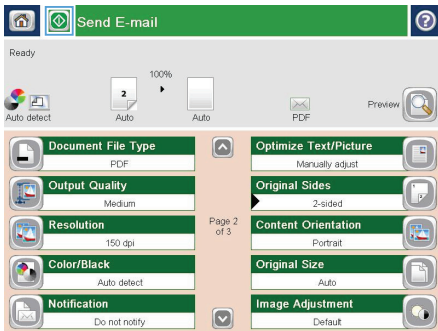 Send E-mail
?
Ready
100%
2
Auto detect
Auto
Auto
PDF
Preview
Document File Type
PDF
Output Quality
Medium
Resolution
150 dpi
Color/Black
Auto detect
Notification
Do not notify
Page 2
of 3
Optimize Text/Picture
Manually adjust
Original Sides
2-sided
Content Orientation
Portrait
Original Size
Auto
Image Adjustment
Default